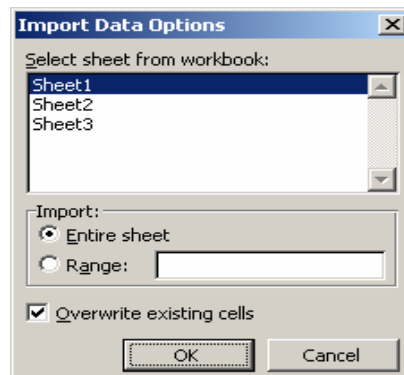 Import Data Options
Select sheet from workbook:
Sheet1
Sheet2
Sheet3
Import:
Entire sheet
Range:
Overwrite existing cells
OK Cancel